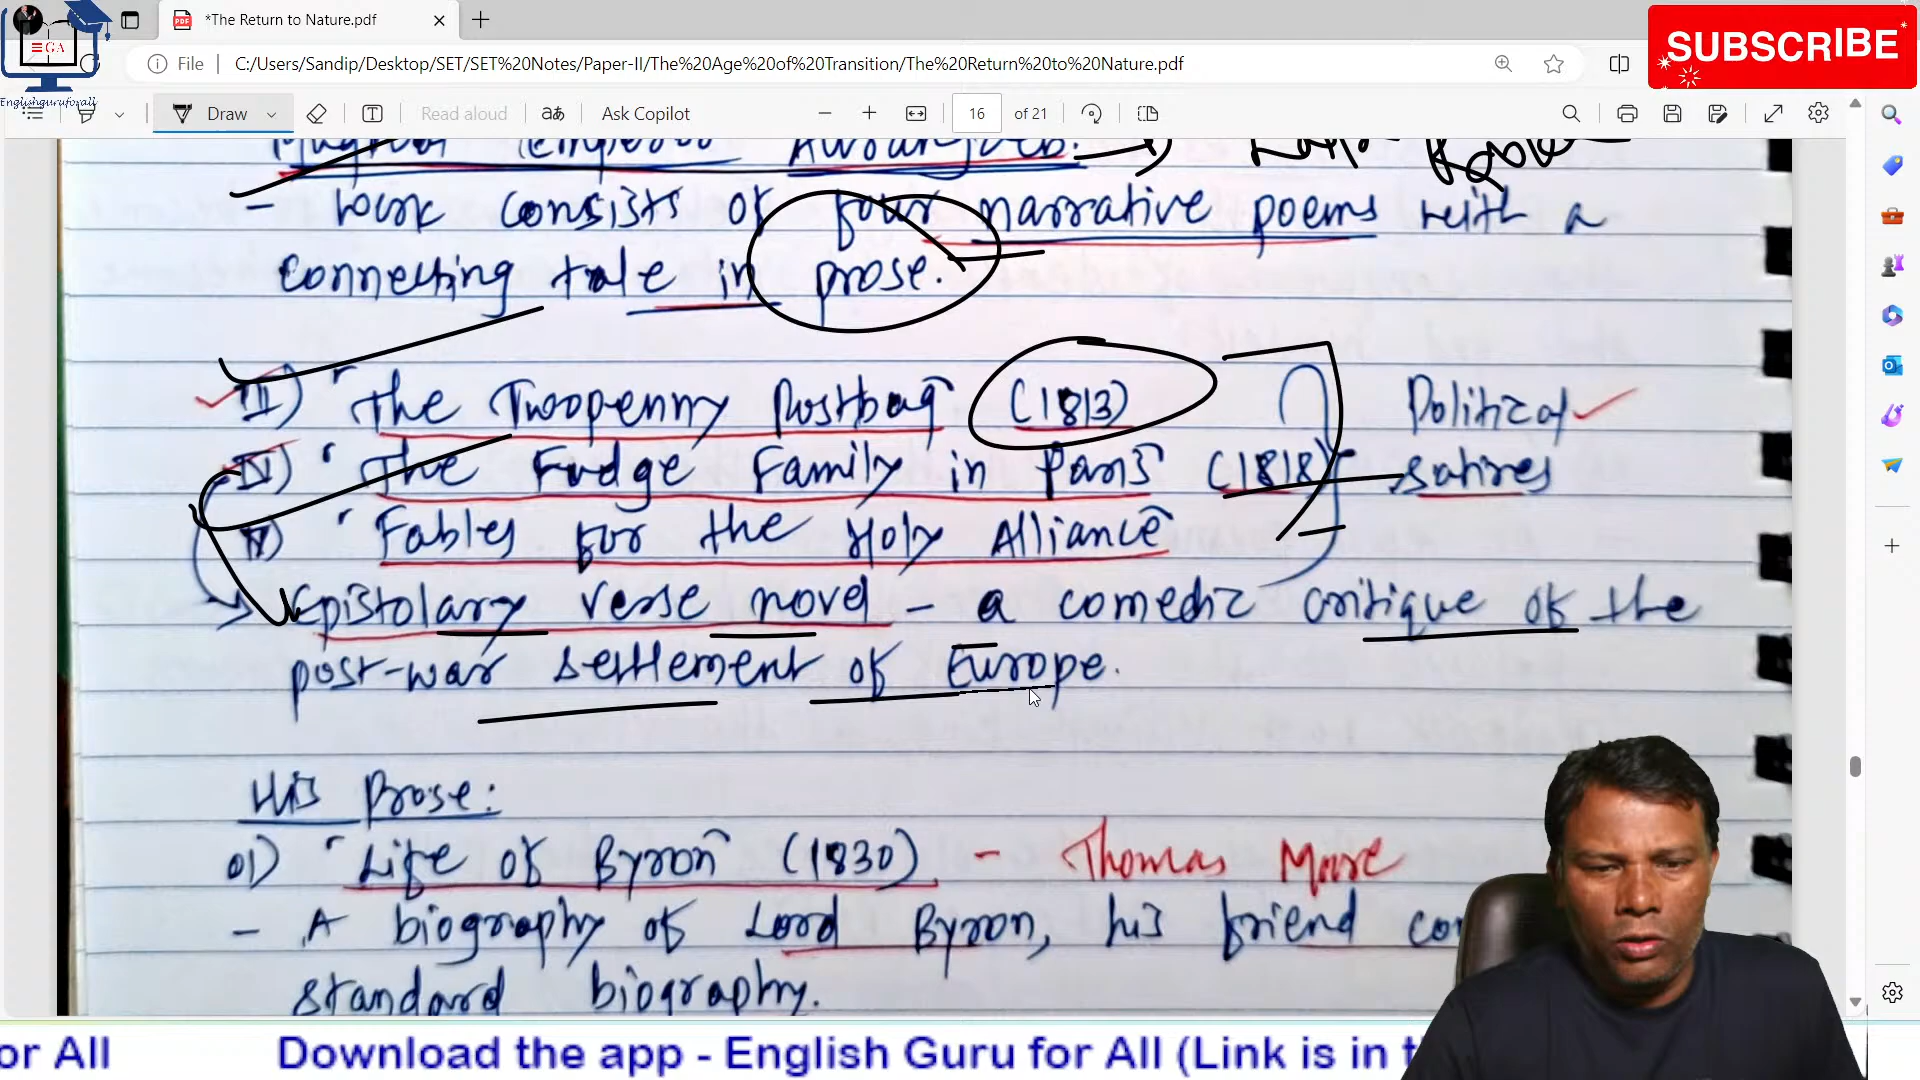 *The Return to Nature.pdf
SUBSCRIBE
EGA
Englishguruforall
File C:/Users/Sandip/Desktop/SET/SET%20Notes/Paper-II/The%20Age%20of%20Transition/The%20Return%20to%20Nature.pdf
Draw Read aloud Ask Copilot 16 of 21
- Work consists of four narrative poems with a
connecting tale in prose.
III) "The Twopenny Postbag" (1813) Political
IV) "The Fudge Family in Paris" (1818) satires
V) "Fables for the Holy Alliance"
Epistolary verse novel - a comedic critique of the
post-war settlement of Europe.
His Prose:
01) "Life of Byron" (1830) - Thomas Moore
- A biography of Lord Byron, his friend
standard biography.
or All Download the app - English Guru for All (Link is in